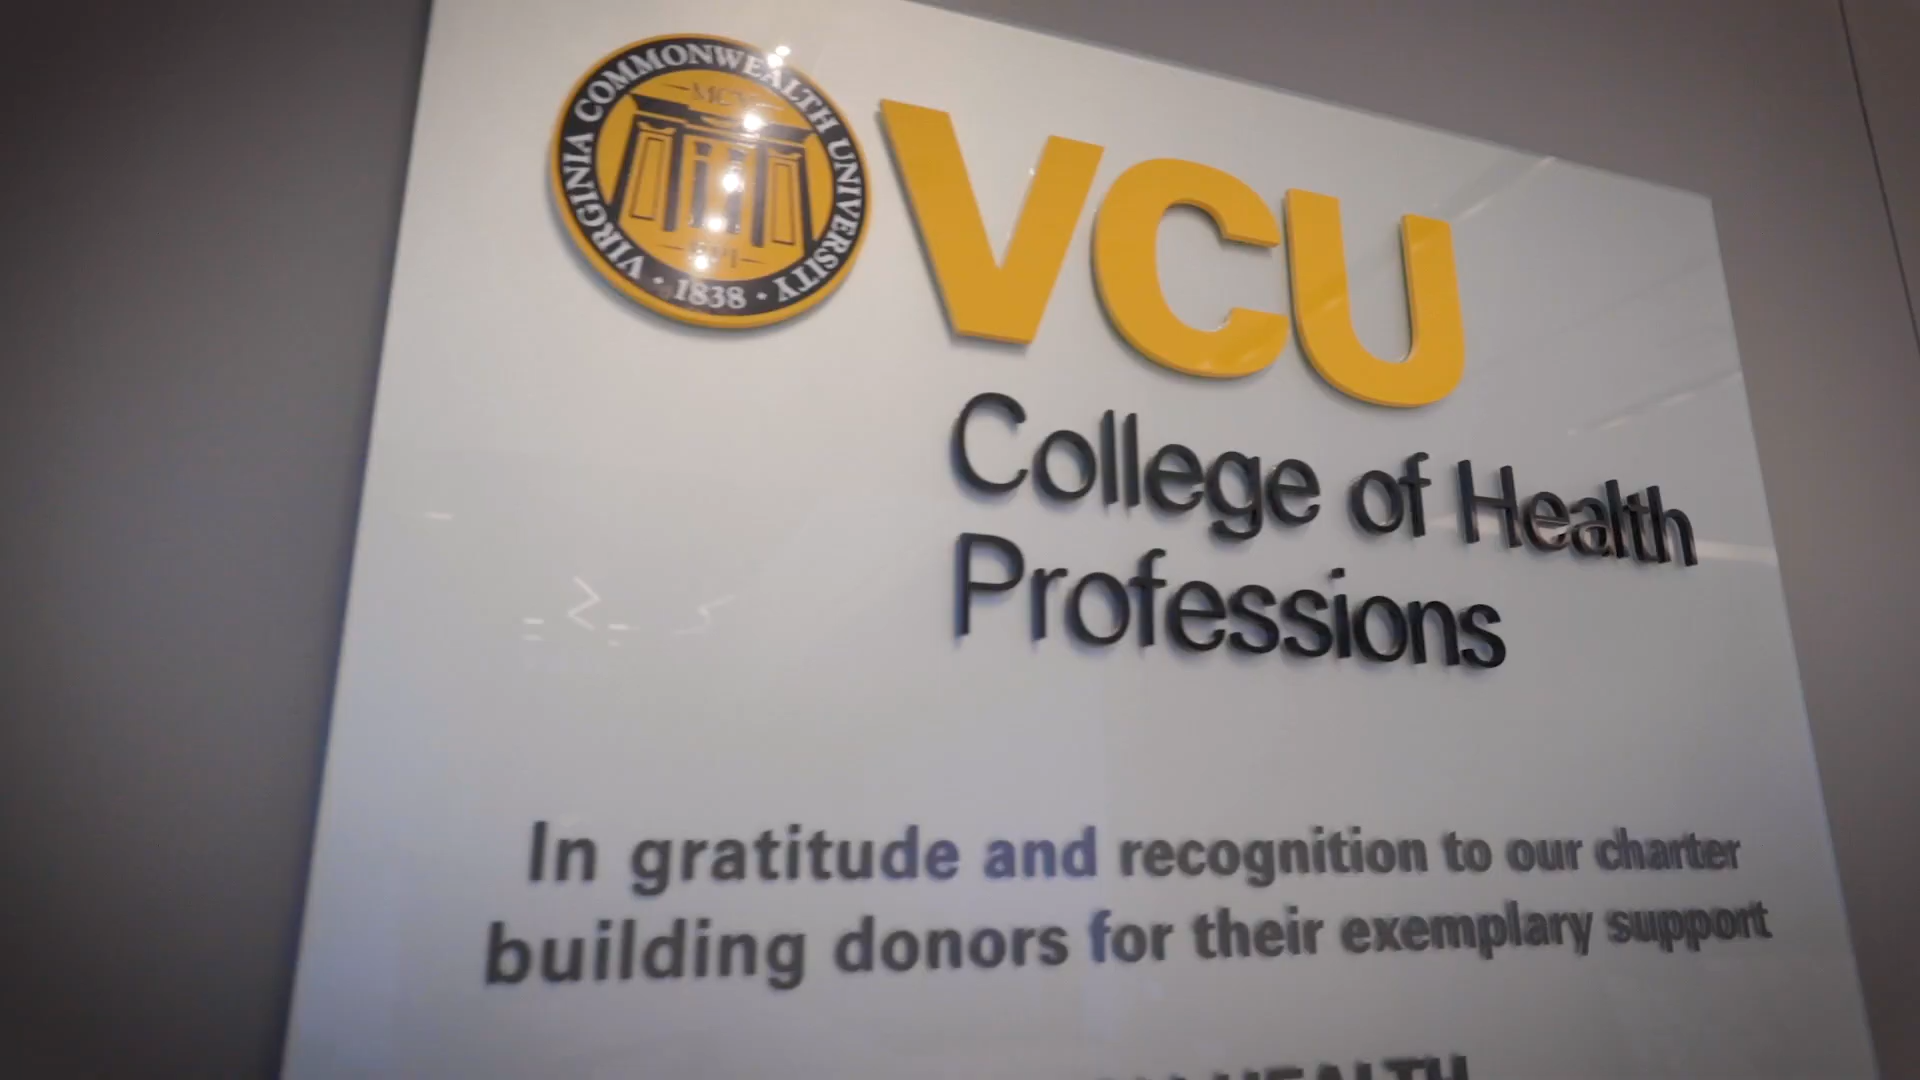 VIRGINIA COMMONWEALTH UNIVERSITY
1838
VCU
College of Health
Professions
In gratitude and recognition to our charter
building donors for their exemplary support
HEALTH